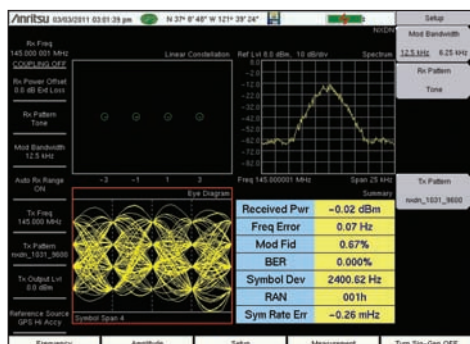 Anritsu 03/03/2011 03:01:39 pm N 37° 8' 48" W 121° 39' 24" Setup
NXDN
Mod Bandwidth
12.5 kHz 6.25 kHz
Rx Freq
145.000 001 MHz
COUPLING OFF
Linear Constellation
Ref Lvl 0.0 dBm, 10 dB/div Spectrum
Rx Pattern
Tone
Rx Power Offset
0.0 dB Ext Loss
Rx Pattern
Tone
Mod Bandwidth
12.5 kHz
-3 -1 1 3
Freq 145.000001 MHz Span 25 kHz
Auto Rx Range
ON
Eye Diagram
Summary
Tx Pattern
nxdn_1031_9600
Tx Freq
145.000 MHz
Tx Pattern
nxdn_1031_9600
Tx Output Lvl
0.0 dBm
Reference Source
GPS Hi Accy
Symbol Span 4
Received Pwr -0.02 dBm
Freq Error 0.07 Hz
Mod Fid 0.67%
BER 0.000%
Symbol Dev 2400.62 Hz
RAN 001h
Sym Rate Err -0.26 mHz
Frequency Amplitude Setup Measurement Turn Sig-Gen OFF